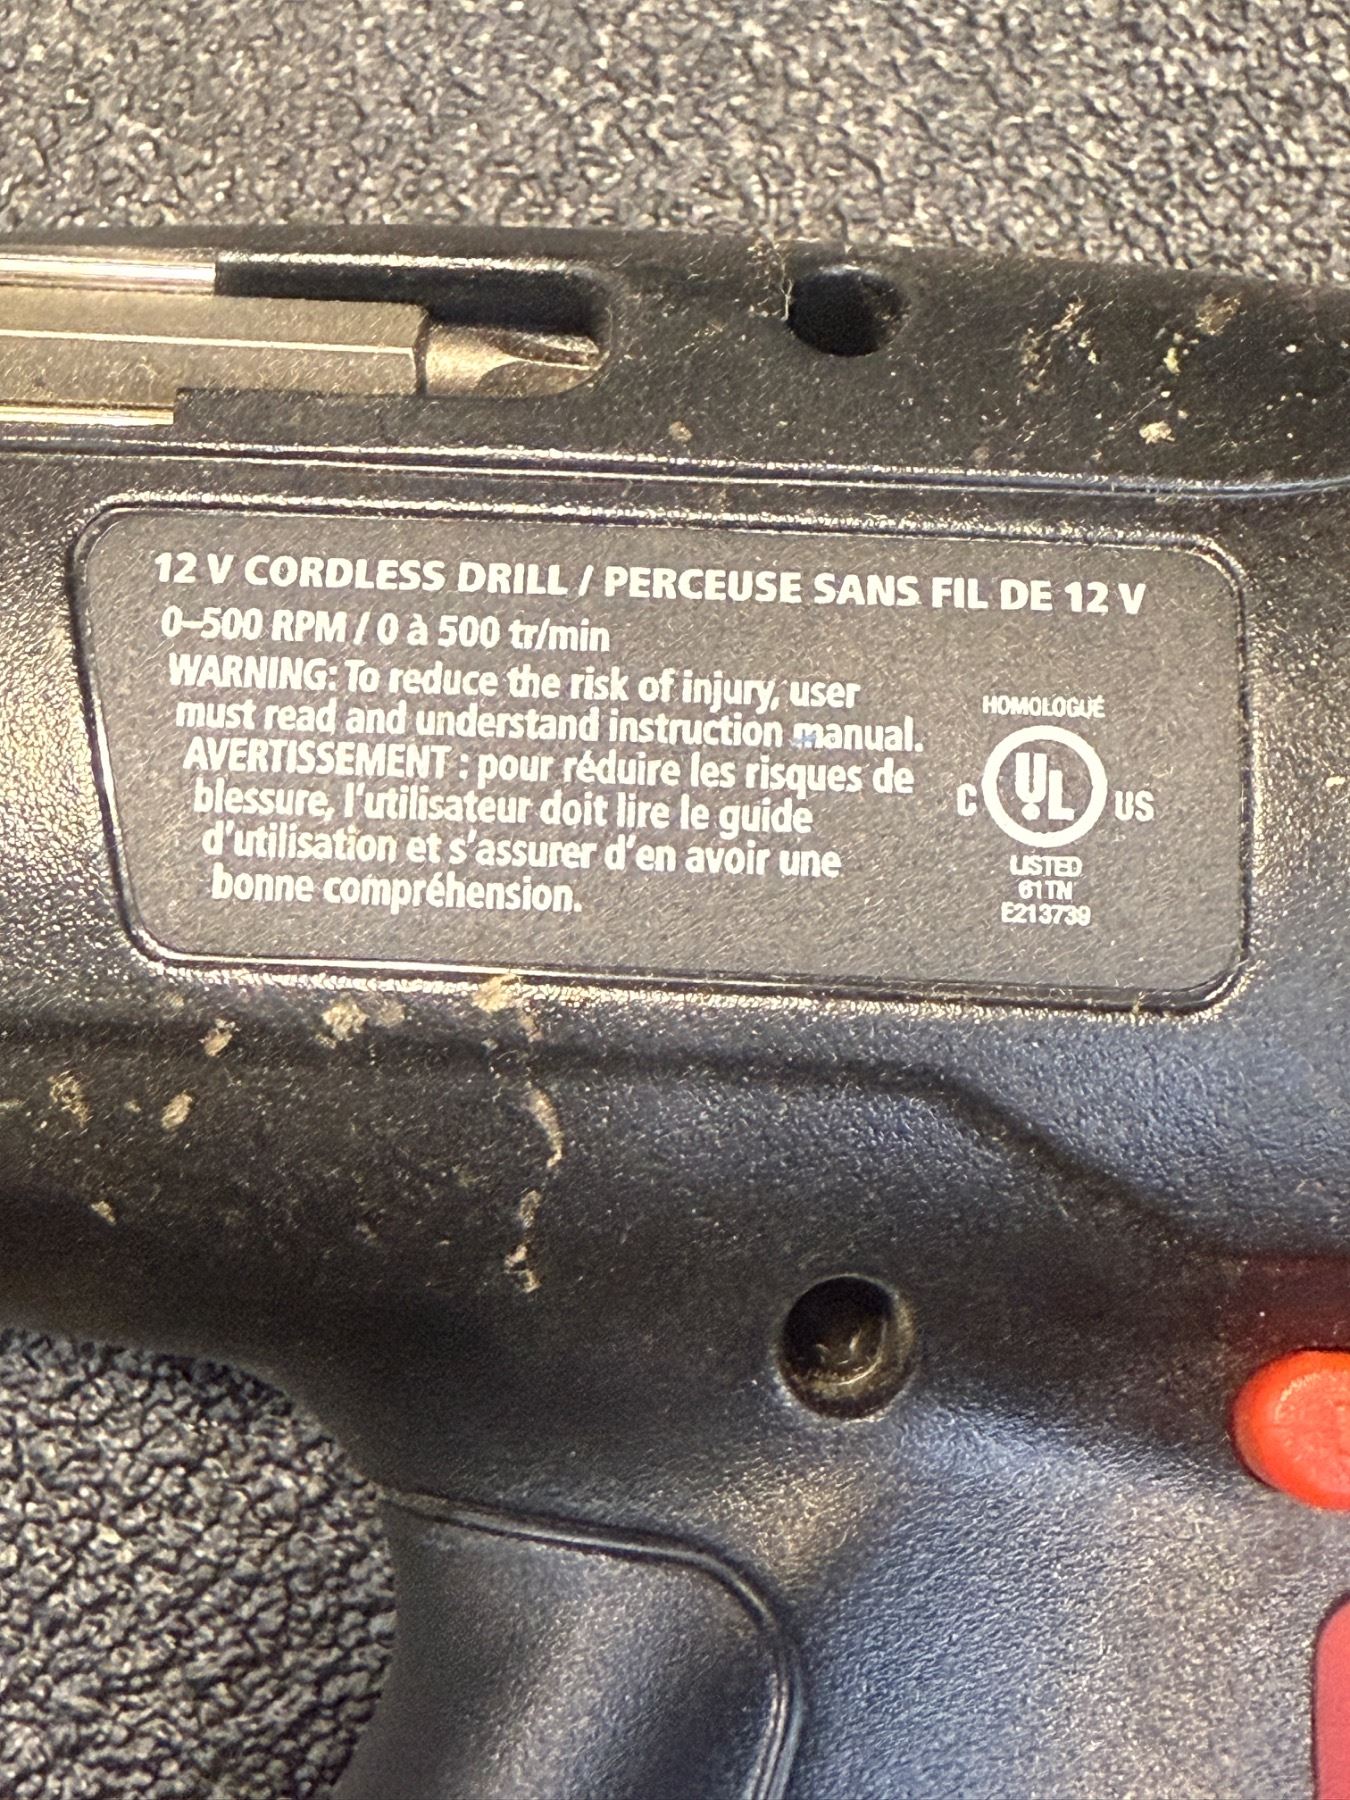 12 V CORDLESS DRILL / PERCEUSE SANS FIL DE 12 V
0–500 RPM / 0 à 500 tr/min
WARNING: To reduce the risk of injury, user
must read and understand instruction manual.
AVERTISSEMENT : pour réduire les risques de
blessure, l'utilisateur doit lire le guide
d'utilisation et s'assurer d'en avoir une
bonne compréhension.
HOMOLOGUÉ
C UL US
LISTED
61TN
E213739